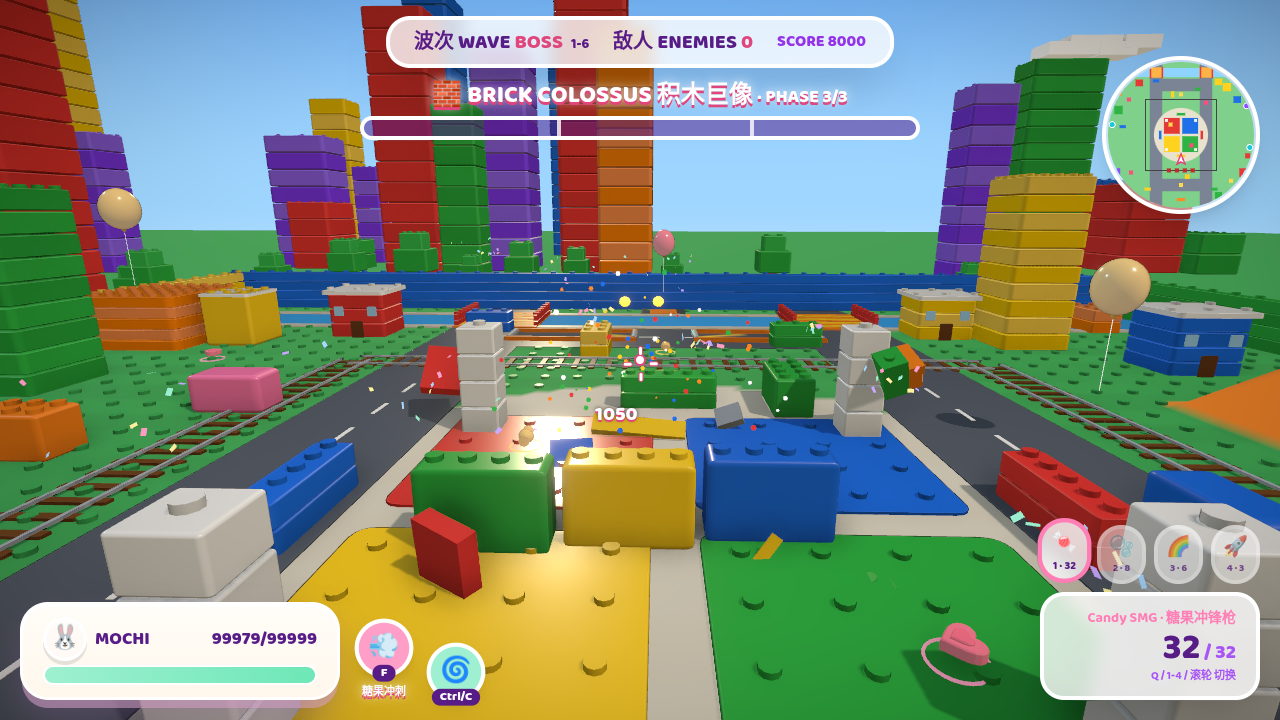 波次 WAVE BOSS 1-6 敌人 ENEMIES 0 SCORE 8000
🧱 BRICK COLOSSUS 积木巨像 · PHASE 3/3
1050
1·32 2·8 3·6 4·3
MOCHI 99979/99999
F
糖果冲刺
Ctrl/C
Candy SMG · 糖果冲锋枪
32 / 32
Q / 1-4 / 滚轮 切换